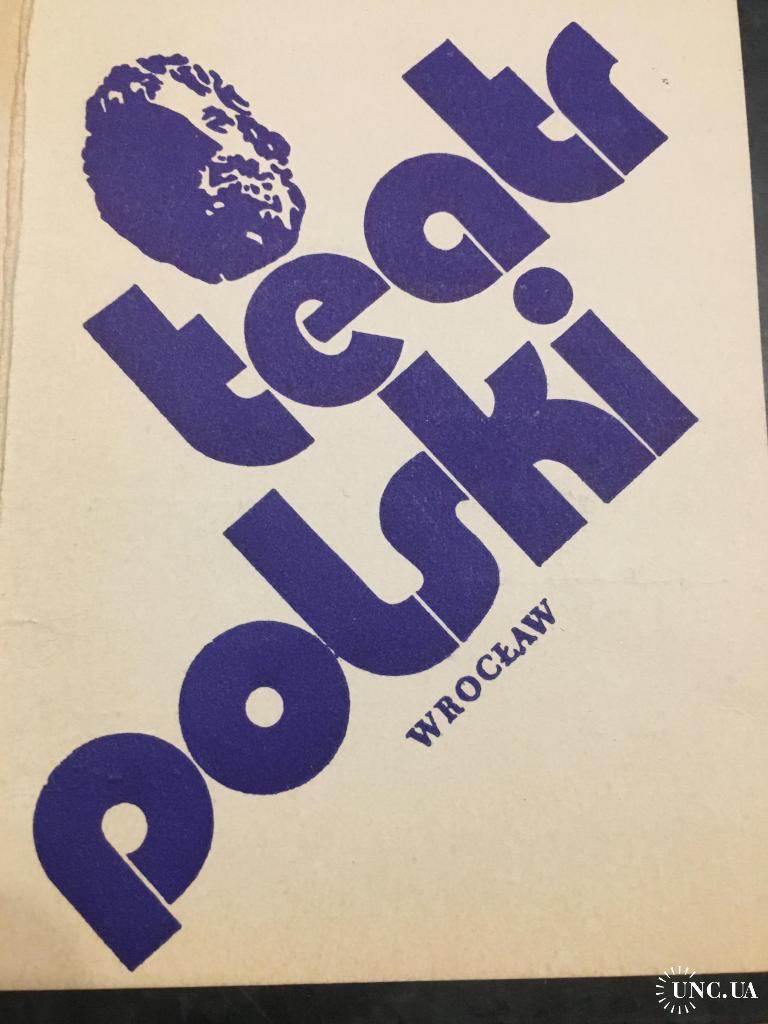 teatr
polski
WROCŁAW
UNC.UA